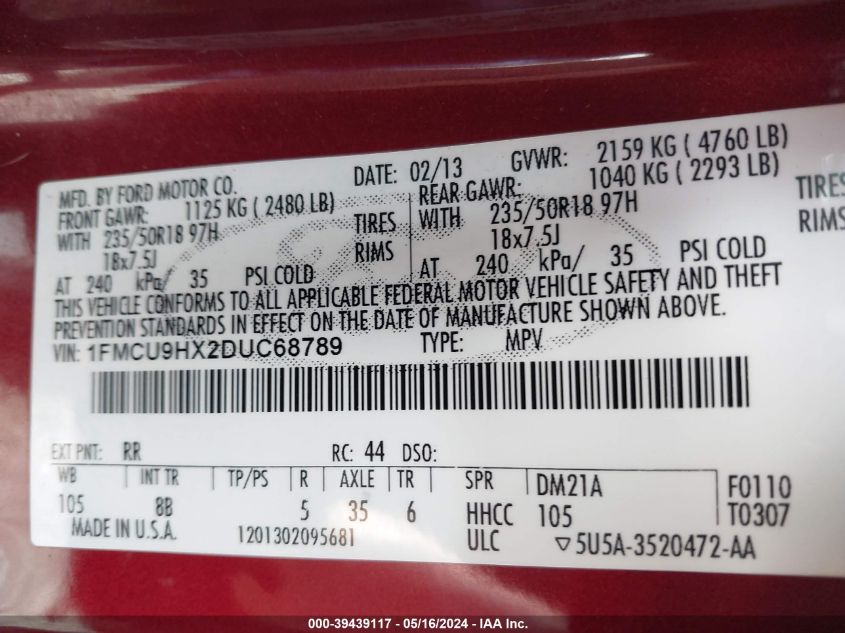 MFD. BY FORD MOTOR CO. DATE: 02/13 GVWR: 2159 KG ( 4760 LB)
FRONT GAWR: 1125 KG ( 2480 LB) REAR GAWR: 1040 KG ( 2293 LB)
WITH 235/50R18 97H TIRES WITH 235/50R18 97H TIRES
18x7.5J RIMS 18x7.5J RIMS
AT 240 kPa/ 35 PSI COLD AT 240 kPa/ 35 PSI COLD
THIS VEHICLE CONFORMS TO ALL APPLICABLE FEDERAL MOTOR VEHICLE SAFETY AND THEFT
PREVENTION STANDARDS IN EFFECT ON THE DATE OF MANUFACTURE SHOWN ABOVE.
VIN: 1FMCU9HX2DUC68789 TYPE: MPV
EXT PNT: RR RC: 44 DSO:
WB INT TR TP/PS R AXLE TR SPR DM21A F0110
105 8B 5 35 6 HHCC 105 T0307
MADE IN U.S.A. 1201302095681 ULC ▽5U5A-3520472-AA
000-39439117 - 05/16/2024 - IAA Inc.